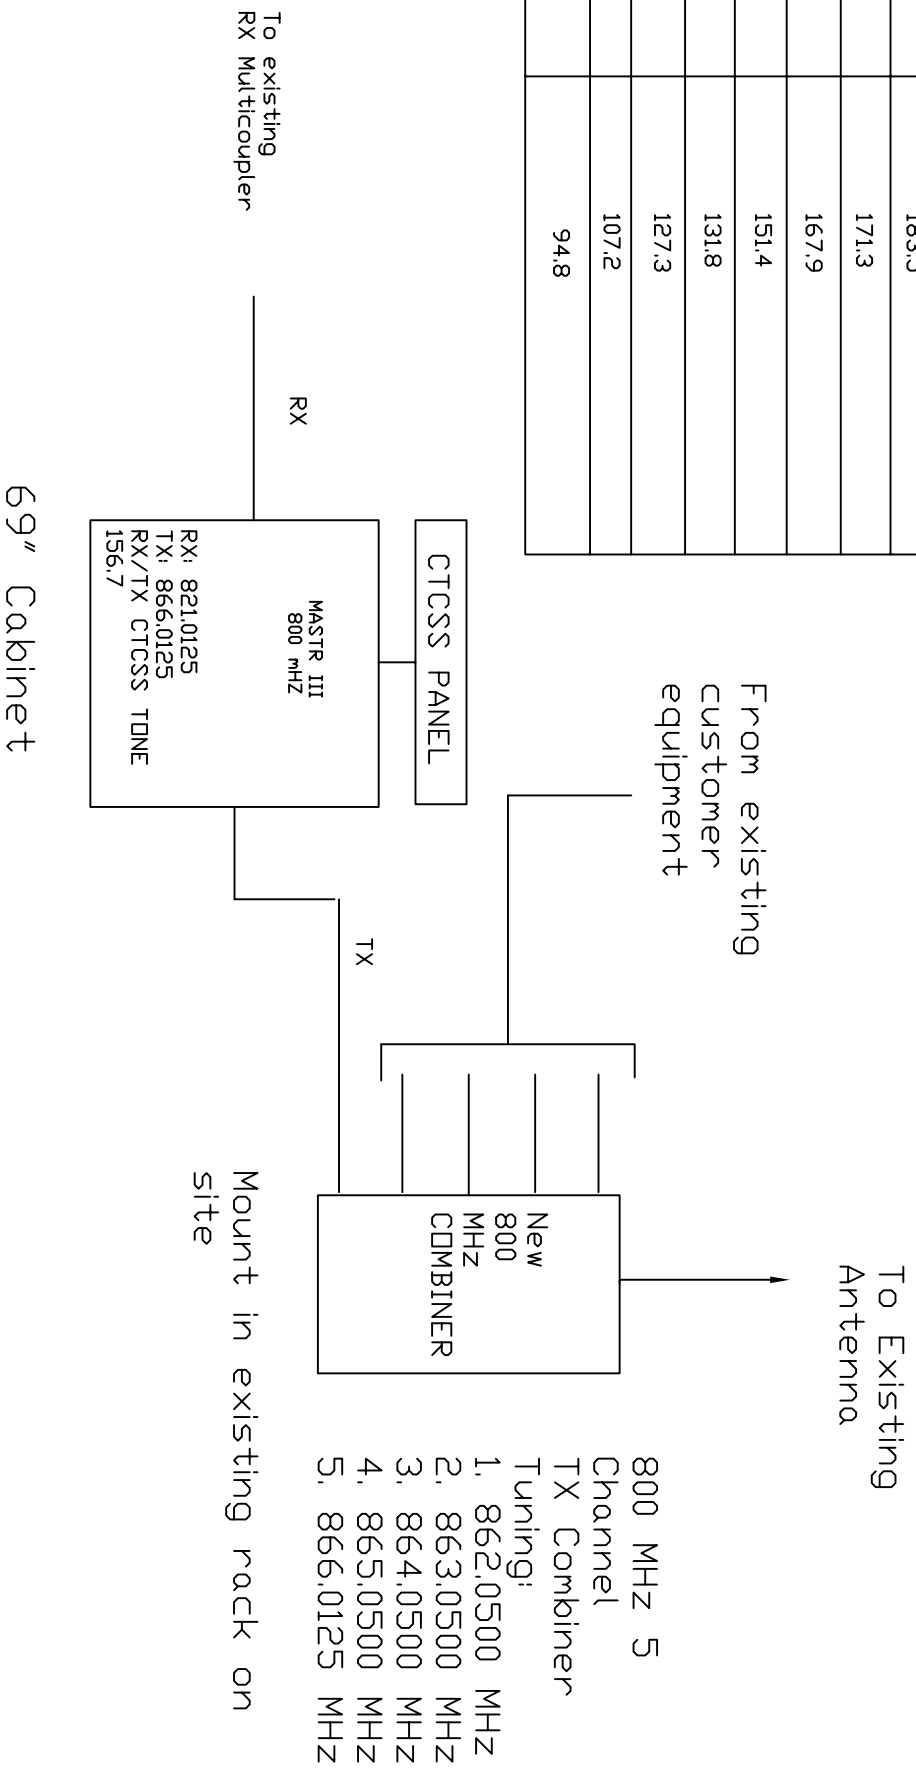 171.3
167.9
151.4
131.8
127.3
107.2
94.8
To Existing
Antenna
From existing
customer
equipment
800 MHz 5
Channel
TX Combiner
Tuning:
1. 862.0500 MHz
2. 863.0500 MHz
3. 864.0500 MHz
4. 865.0500 MHz
5. 866.0125 MHz
New
800
MHz
COMBINER
CTCSS PANEL
TX
MASTR III
800 mHZ
RX: 821.0125
TX: 866.0125
RX/TX CTCSS TONE
156.7
RX
To existing
RX Multicoupler
Mount in existing rack on
site
69" Cabinet